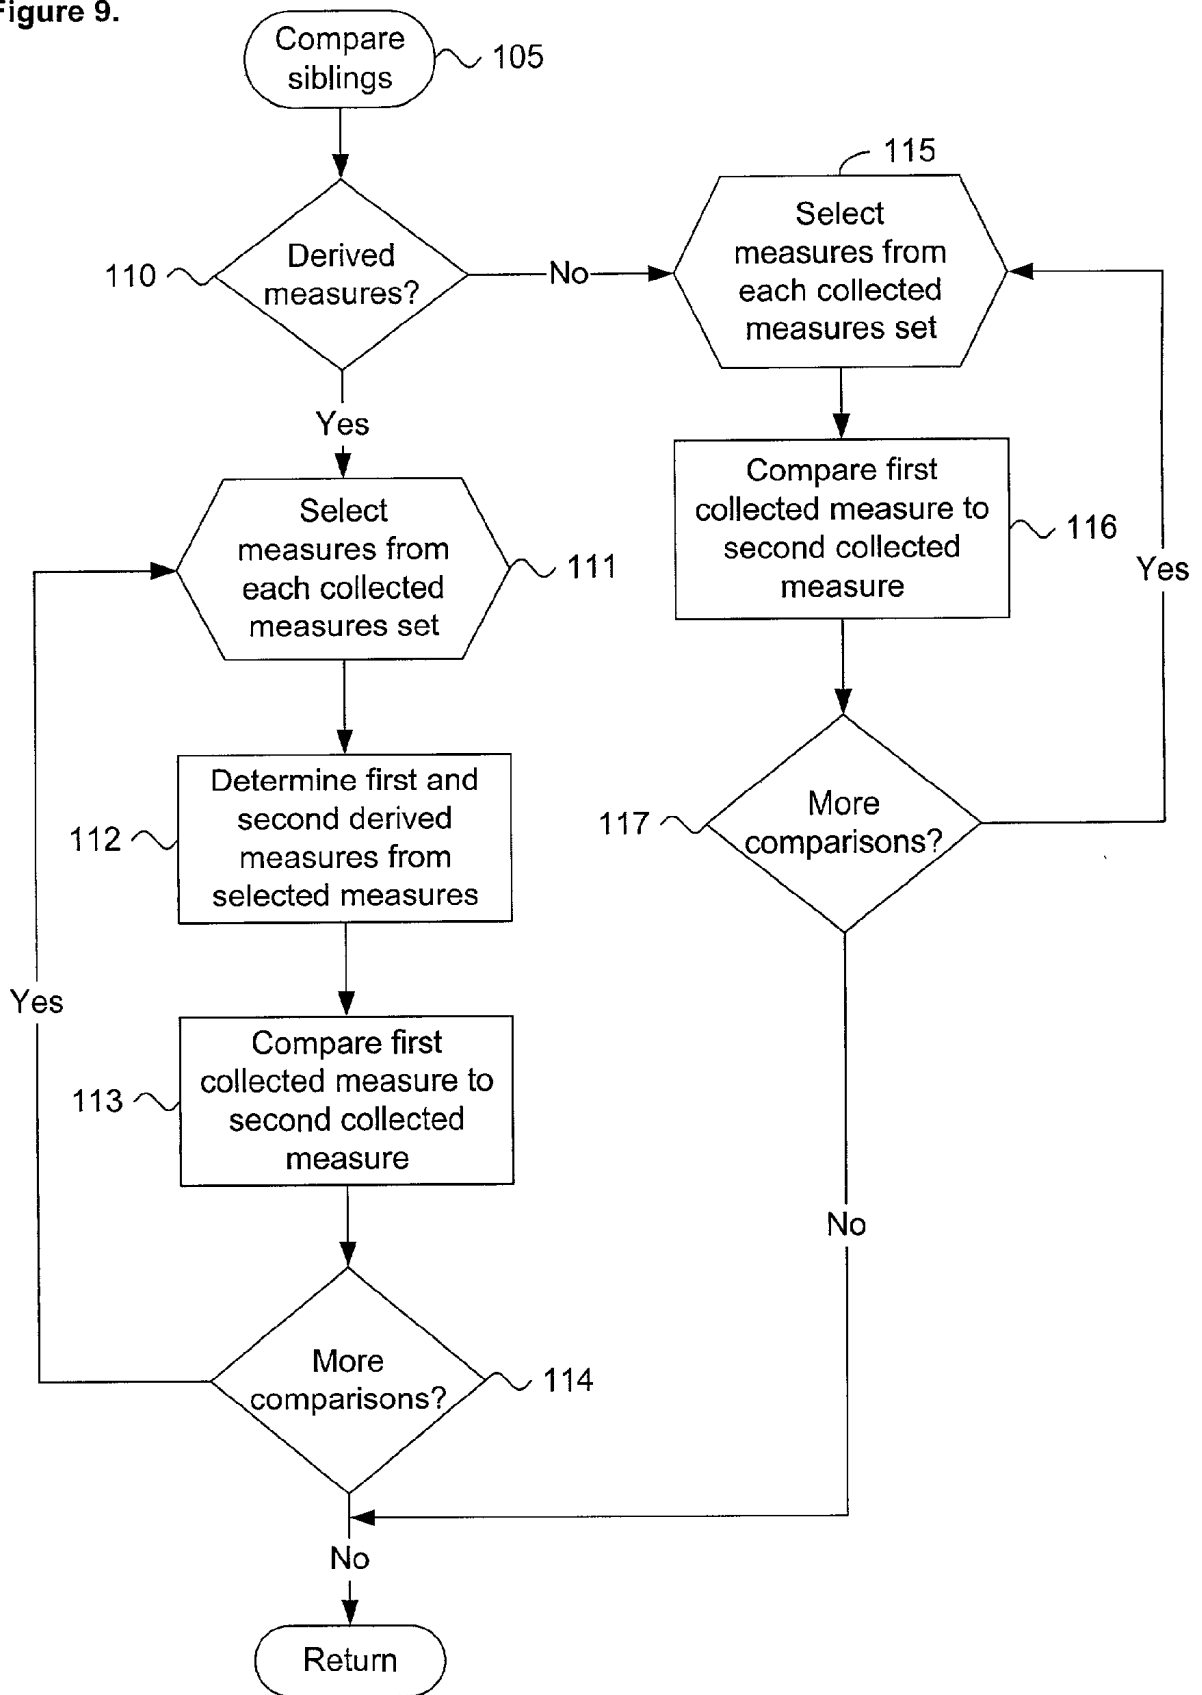 Figure 9.
Compare
siblings
105
115
Select
measures from
each collected
measures set
Derived
measures?
110
No
Yes
Compare first
collected measure to
second collected
measure
116
Yes
Select
measures from
each collected
measures set
111
Determine first and
second derived
measures from
selected measures
112
More
comparisons?
117
Yes
Compare first
collected measure to
second collected
measure
113
No
More
comparisons?
114
No
Return